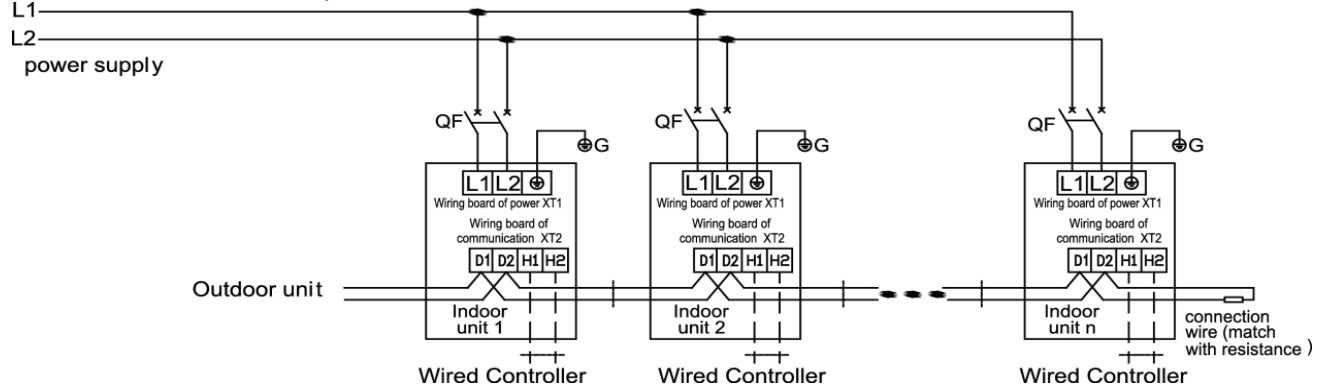 L1
L2
power supply
QF
G
QF
G
QF
G
L1 L2
Wiring board of power XT1
Wiring board of
communication XT2
D1 D2 H1 H2
L1 L2
Wiring board of power XT1
Wiring board of
communication XT2
D1 D2 H1 H2
L1 L2
Wiring board of power XT1
Wiring board of
communication XT2
D1 D2 H1 H2
Outdoor unit
Indoor
unit 1
Indoor
unit 2
Indoor
unit n
connection
wire (match
with resistance )
Wired Controller
Wired Controller
Wired Controller